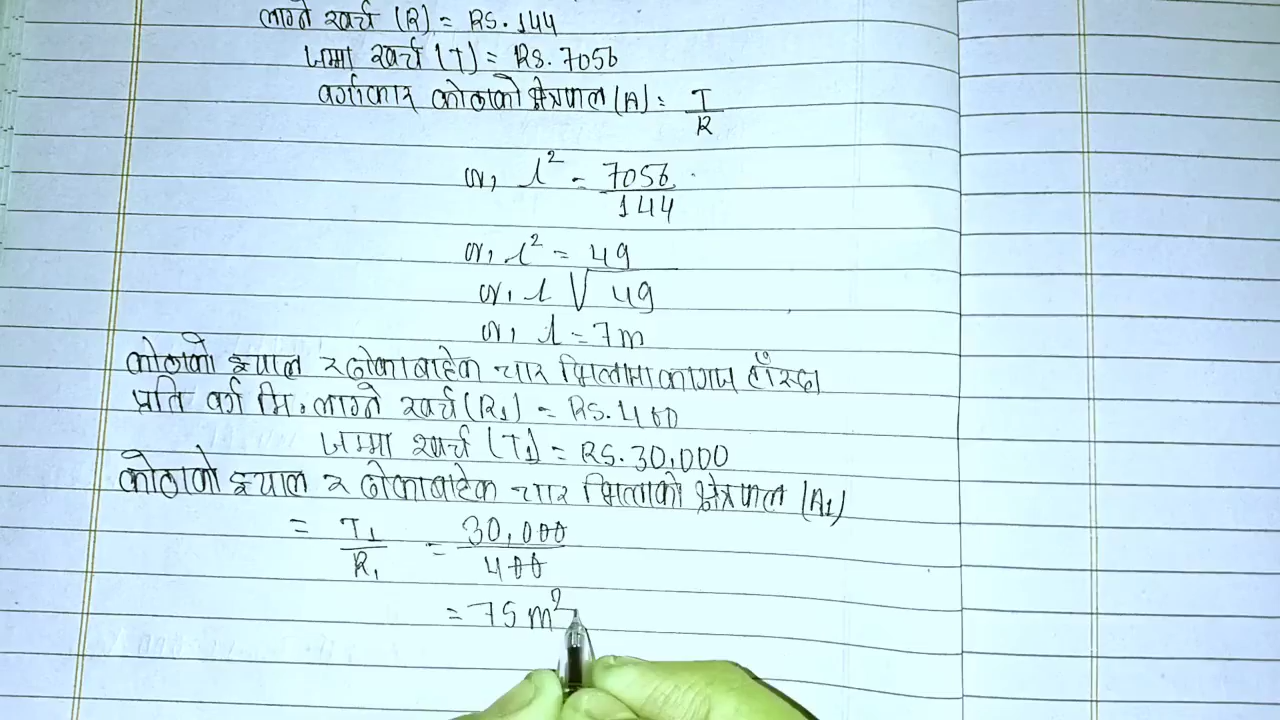 लाग्ने खर्च (R) = RS. 144
जम्मा खर्च (T) = RS. 7056
वर्गाकार कोठाको क्षेत्रफल (A) = T/R
or, l² = 7056/144
or, l² = 49
or, l √49
or, l = 7m
कोठाको झ्याल र ढोकाबाहेक चार भित्तामा कागज टाँस्दा
प्रति वर्ग मि. लाग्ने खर्च (R₁) = RS. 400
जम्मा खर्च (T1) = RS. 30,000
कोठाको झ्याल र ढोकाबाहेक चार भित्ताको क्षेत्रफल (A1)
= T₁/R₁ = 30,000/400
= 75 m²